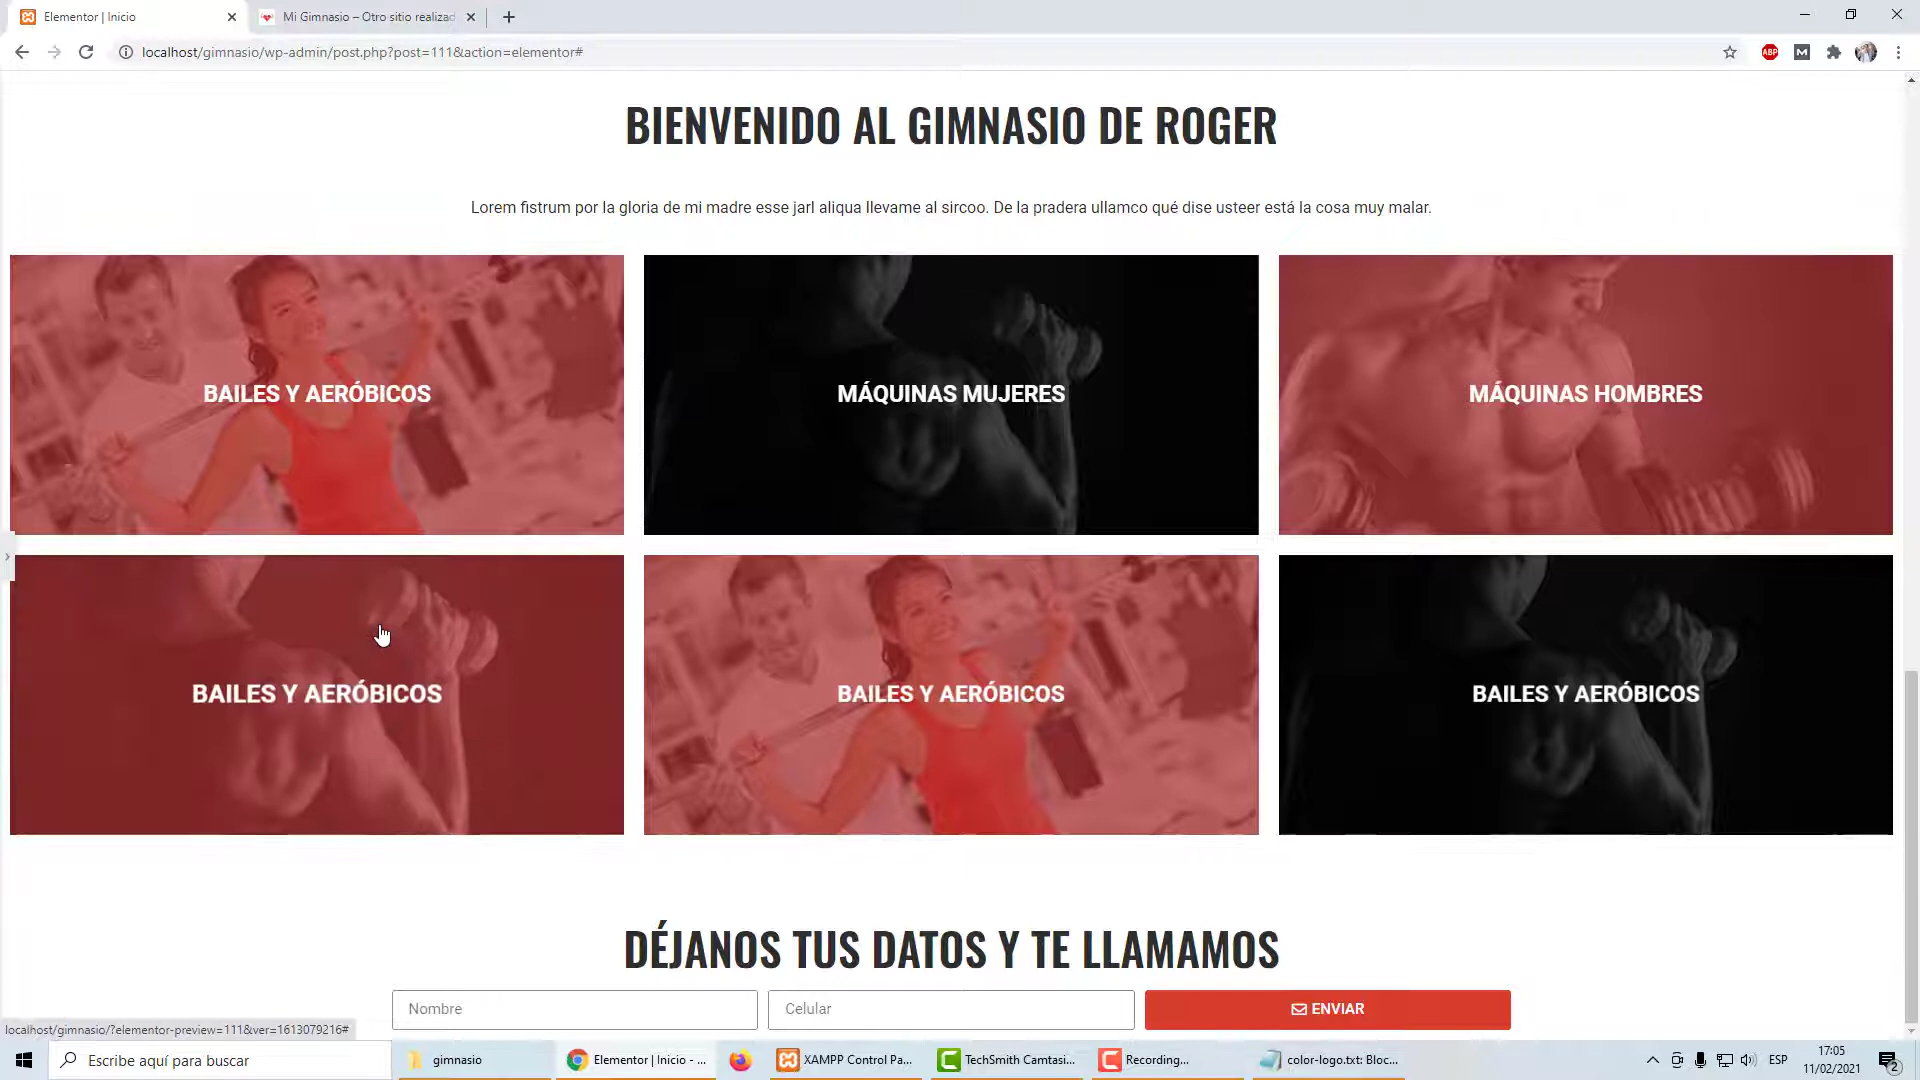 Elementor | Inicio
Mi Gimnasio – Otro sitio realizad
localhost/gimnasio/wp-admin/post.php?post=111&action=elementor#
ABP
BIENVENIDO AL GIMNASIO DE ROGER
Lorem fistrum por la gloria de mi madre esse jarl aliqua llevame al sircoo. De la pradera ullamco qué dise usteer está la cosa muy malar.
BAILES Y AERÓBICOS
MÁQUINAS MUJERES
MÁQUINAS HOMBRES
BAILES Y AERÓBICOS
BAILES Y AERÓBICOS
BAILES Y AERÓBICOS
DÉJANOS TUS DATOS Y TE LLAMAMOS
Nombre
Celular
ENVIAR
localhost/gimnasio/?elementor-preview=111&ver=1613079216#
Escribe aquí para buscar
gimnasio
Elementor | Inicio - ...
XAMPP Control Pa...
TechSmith Camtasi...
Recording...
color-logo.txt: Bloc...
ESP
17:05
11/02/2021
2